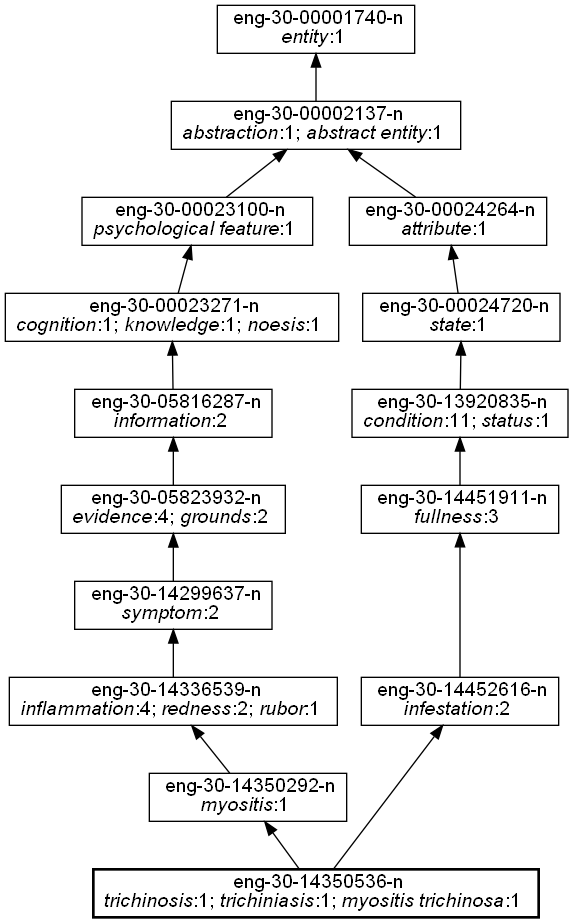 eng-30-00001740-n
entity:1
eng-30-00002137-n
abstraction:1; abstract entity:1
eng-30-00023100-n
psychological feature:1
eng-30-00024264-n
attribute:1
eng-30-00023271-n
cognition:1; knowledge:1; noesis:1
eng-30-00024720-n
state:1
eng-30-05816287-n
information:2
eng-30-13920835-n
condition:11; status:1
eng-30-05823932-n
evidence:4; grounds:2
eng-30-14451911-n
fullness:3
eng-30-14299637-n
symptom:2
eng-30-14336539-n
inflammation:4; redness:2; rubor:1
eng-30-14452616-n
infestation:2
eng-30-14350292-n
myositis:1
eng-30-14350536-n
trichinosis:1; trichiniasis:1; myositis trichinosa:1